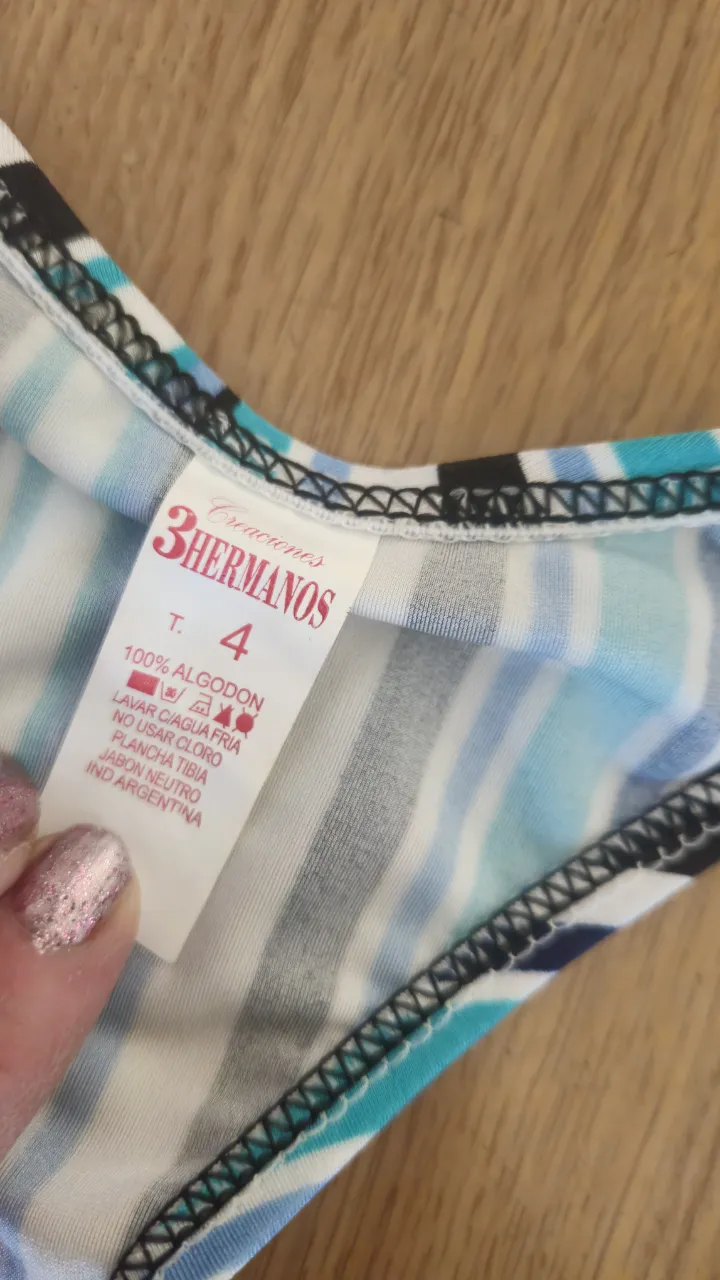 Creaciones
3HERMANOS
T. 4
100% ALGODON
LAVAR C/AGUA FRIA
NO USAR CLORO
PLANCHA TIBIA
JABON NEUTRO
IND ARGENTINA